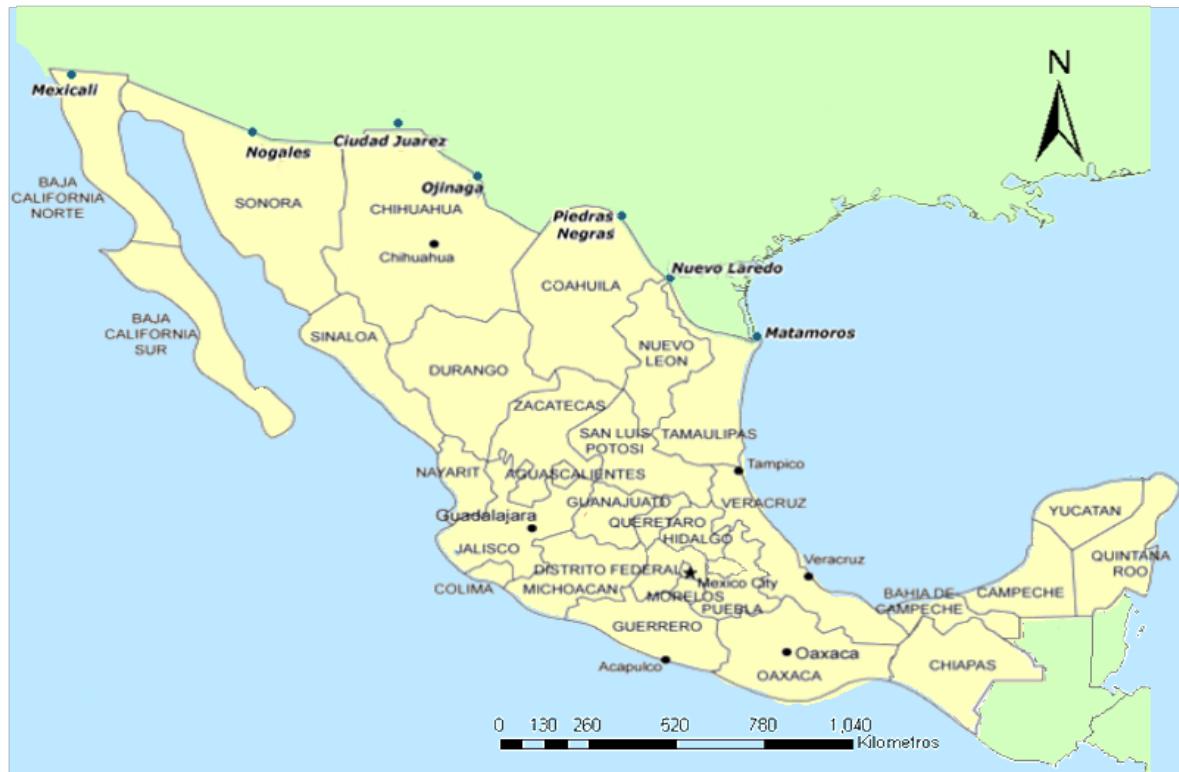 N
Mexicali
Ciudad Juarez
Nogales
Ojinaga
BAJA
CALIFORNIA
NORTE
SONORA
CHIHUAHUA
Piedras
Negras
Chihuahua
Nuevo Laredo
COAHUILA
BAJA
CALIFORNIA
SUR
SINALOA
Matamoros
NUEVO
LEON
DURANGO
ZACATECAS
SAN LUIS
POTOSI
TAMAULIPAS
NAYARIT
AGUASCALIENTES
Tampico
GUANAJUATO
VERACRUZ
Guadalajara
QUERETARO
HIDALGO
YUCATAN
JALISCO
QUINTANA
ROO
Veracruz
DISTRITO FEDERAL
Mexico City
COLIMA
MICHOACAN
MORELOS
PUEBLA
BAHIA DE
CAMPECHE
CAMPECHE
GUERRERO
Oaxaca
Acapulco
OAXACA
CHIAPAS
0 130 260 520 780 1,040
Kilometros